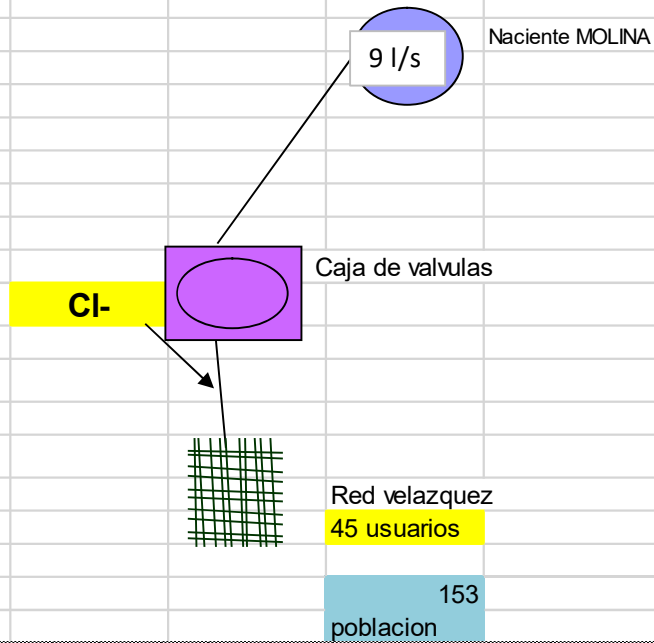 Naciente MOLINA
9 l/s
Caja de valvulas
Cl-
Red velazquez
45 usuarios
153
poblacion